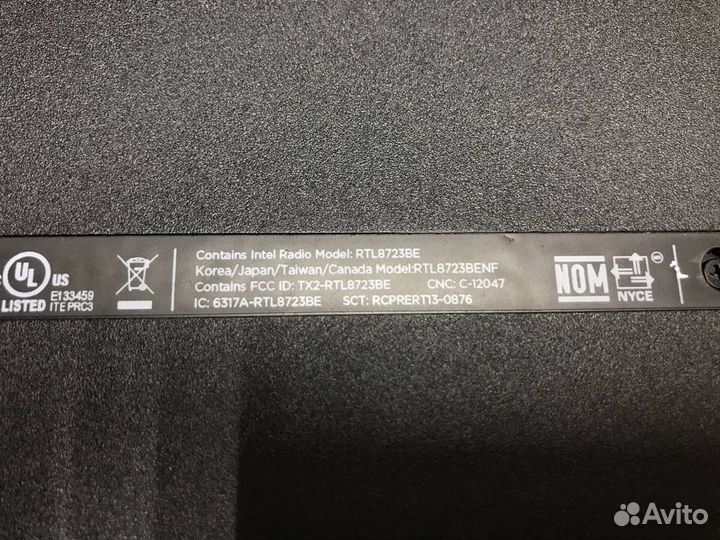 UL US
LISTED E133459
ITE PRC3
Contains Intel Radio Model: RTL8723BE
Korea/Japan/Taiwan/Canada Model:RTL8723BENF
Contains FCC ID: TX2-RTL8723BE CNC: C-12047
IC: 6317A-RTL8723BE SCT: RCPRERT13-0876
NOM
NYCE
Avito